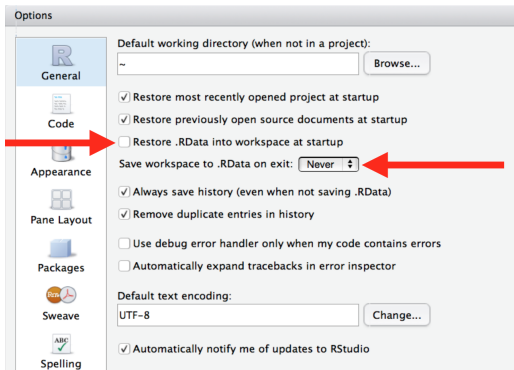 Options
General
Code
Appearance
Pane Layout
Packages
Sweave
Spelling
Default working directory (when not in a project):
~
Browse...
Restore most recently opened project at startup
Restore previously open source documents at startup
Restore .RData into workspace at startup
Save workspace to .RData on exit: Never
Always save history (even when not saving .RData)
Remove duplicate entries in history
Use debug error handler only when my code contains errors
Automatically expand tracebacks in error inspector
Default text encoding:
UTF-8
Change...
Automatically notify me of updates to RStudio